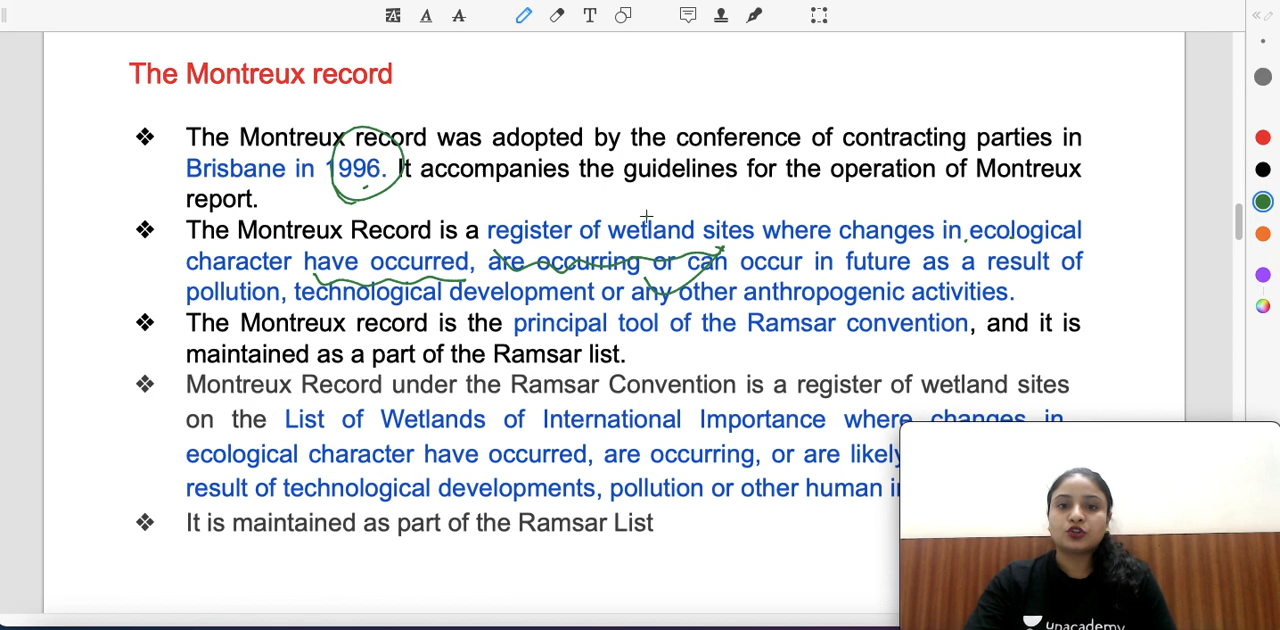 The Montreux record
❖ The Montreux record was adopted by the conference of contracting parties in
Brisbane in 1996. It accompanies the guidelines for the operation of Montreux
report.
❖ The Montreux Record is a register of wetland sites where changes in ecological
character have occurred, are occurring or can occur in future as a result of
pollution, technological development or any other anthropogenic activities.
❖ The Montreux record is the principal tool of the Ramsar convention, and it is
maintained as a part of the Ramsar list.
❖ Montreux Record under the Ramsar Convention is a register of wetland sites
on the List of Wetlands of International Importance where changes in
ecological character have occurred, are occurring, or are likely
result of technological developments, pollution or other human
❖ It is maintained as part of the Ramsar List
unacademy